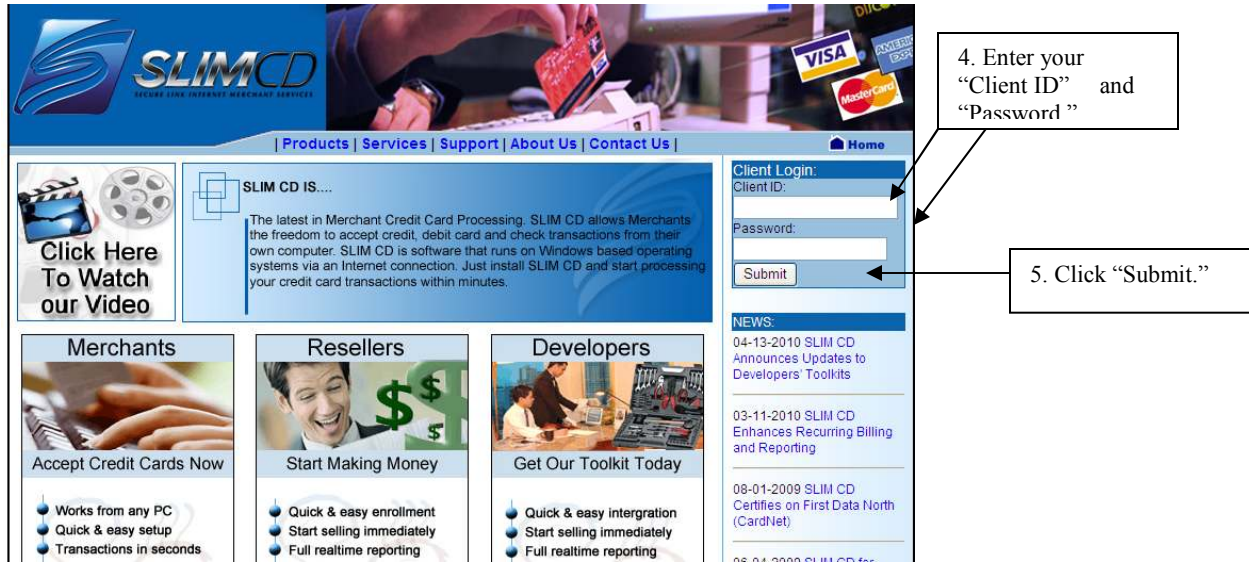 SLIMCD
SECURE LINK INTERNET MERCHANT SERVICES
VISA
MasterCard
| Products | Services | Support | About Us | Contact Us |
Home
4. Enter your
“Client ID” and
“Password.”
Click Here
To Watch
our Video
SLIM CD IS....
The latest in Merchant Credit Card Processing. SLIM CD allows Merchants
the freedom to accept credit, debit card and check transactions from their
own computer. SLIM CD is software that runs on Windows based operating
systems via an Internet connection. Just install SLIM CD and start processing
your credit card transactions within minutes.
Client Login:
Client ID:
Password:
Submit
5. Click “Submit.”
Merchants
Accept Credit Cards Now
Works from any PC
Quick & easy setup
Transactions in seconds
Resellers
$
$
$
Start Making Money
Quick & easy enrollment
Start selling immediately
Full realtime reporting
Developers
Get Our Toolkit Today
Quick & easy intergration
Start selling immediately
Full realtime reporting
NEWS:
04-13-2010 SLIM CD
Announces Updates to
Developers' Toolkits
03-11-2010 SLIM CD
Enhances Recurring Billing
and Reporting
08-01-2009 SLIM CD
Certifies on First Data North
(CardNet)
SLIM CD for